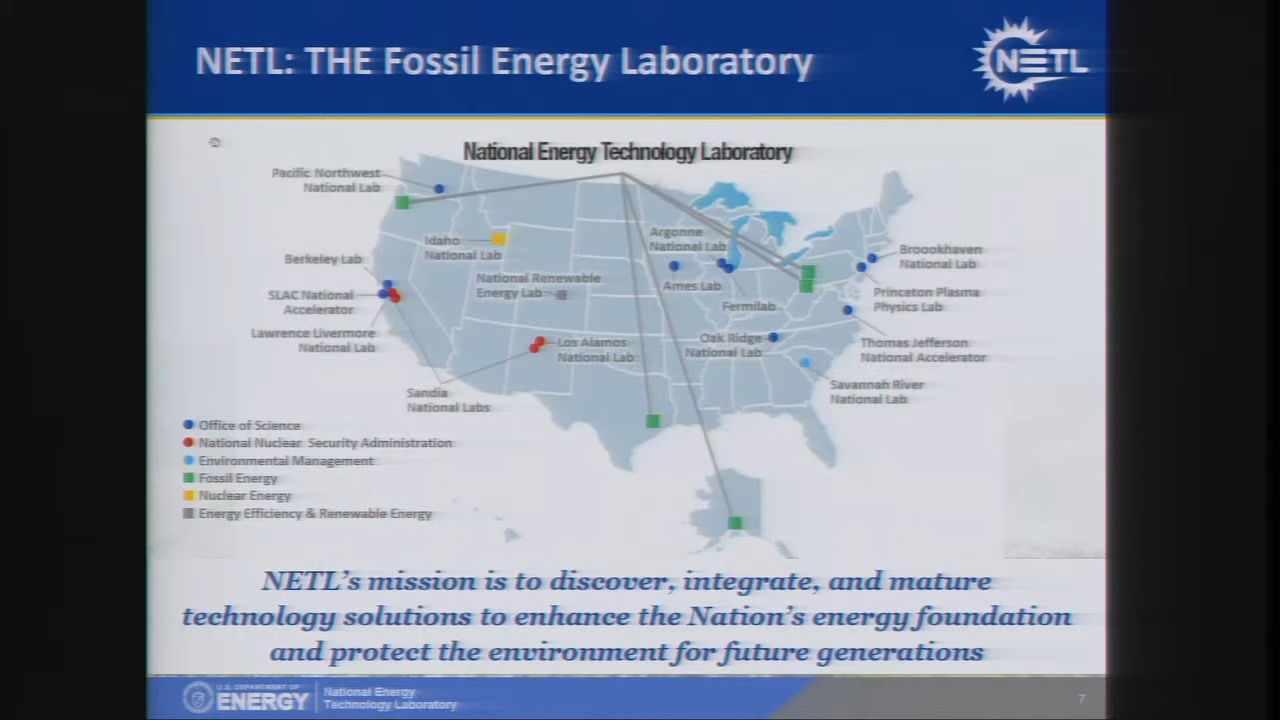 NETL: THE Fossil Energy Laboratory
NETL
National Energy Technology Laboratory
Pacific Northwest
National Lab
Idaho
National Lab
Argonne
National Lab
Broookhaven
National Lab
Berkeley Lab
National Renewable
Energy Lab
Ames Lab
SLAC National
Accelerator
Fermilab
Princeton Plasma
Physics Lab
Lawrence Livermore
National Lab
Los Alamos
National Lab
Oak Ridge
National Lab
Thomas Jefferson
National Accelerator
Sandia
National Labs
Savannah River
National Lab
Office of Science
National Nuclear Security Administration
Environmental Management
Fossil Energy
Nuclear Energy
Energy Efficiency & Renewable Energy
NETL's mission is to discover, integrate, and mature
technology solutions to enhance the Nation's energy foundation
and protect the environment for future generations
U.S. DEPARTMENT OF
ENERGY
National Energy
Technology Laboratory
7